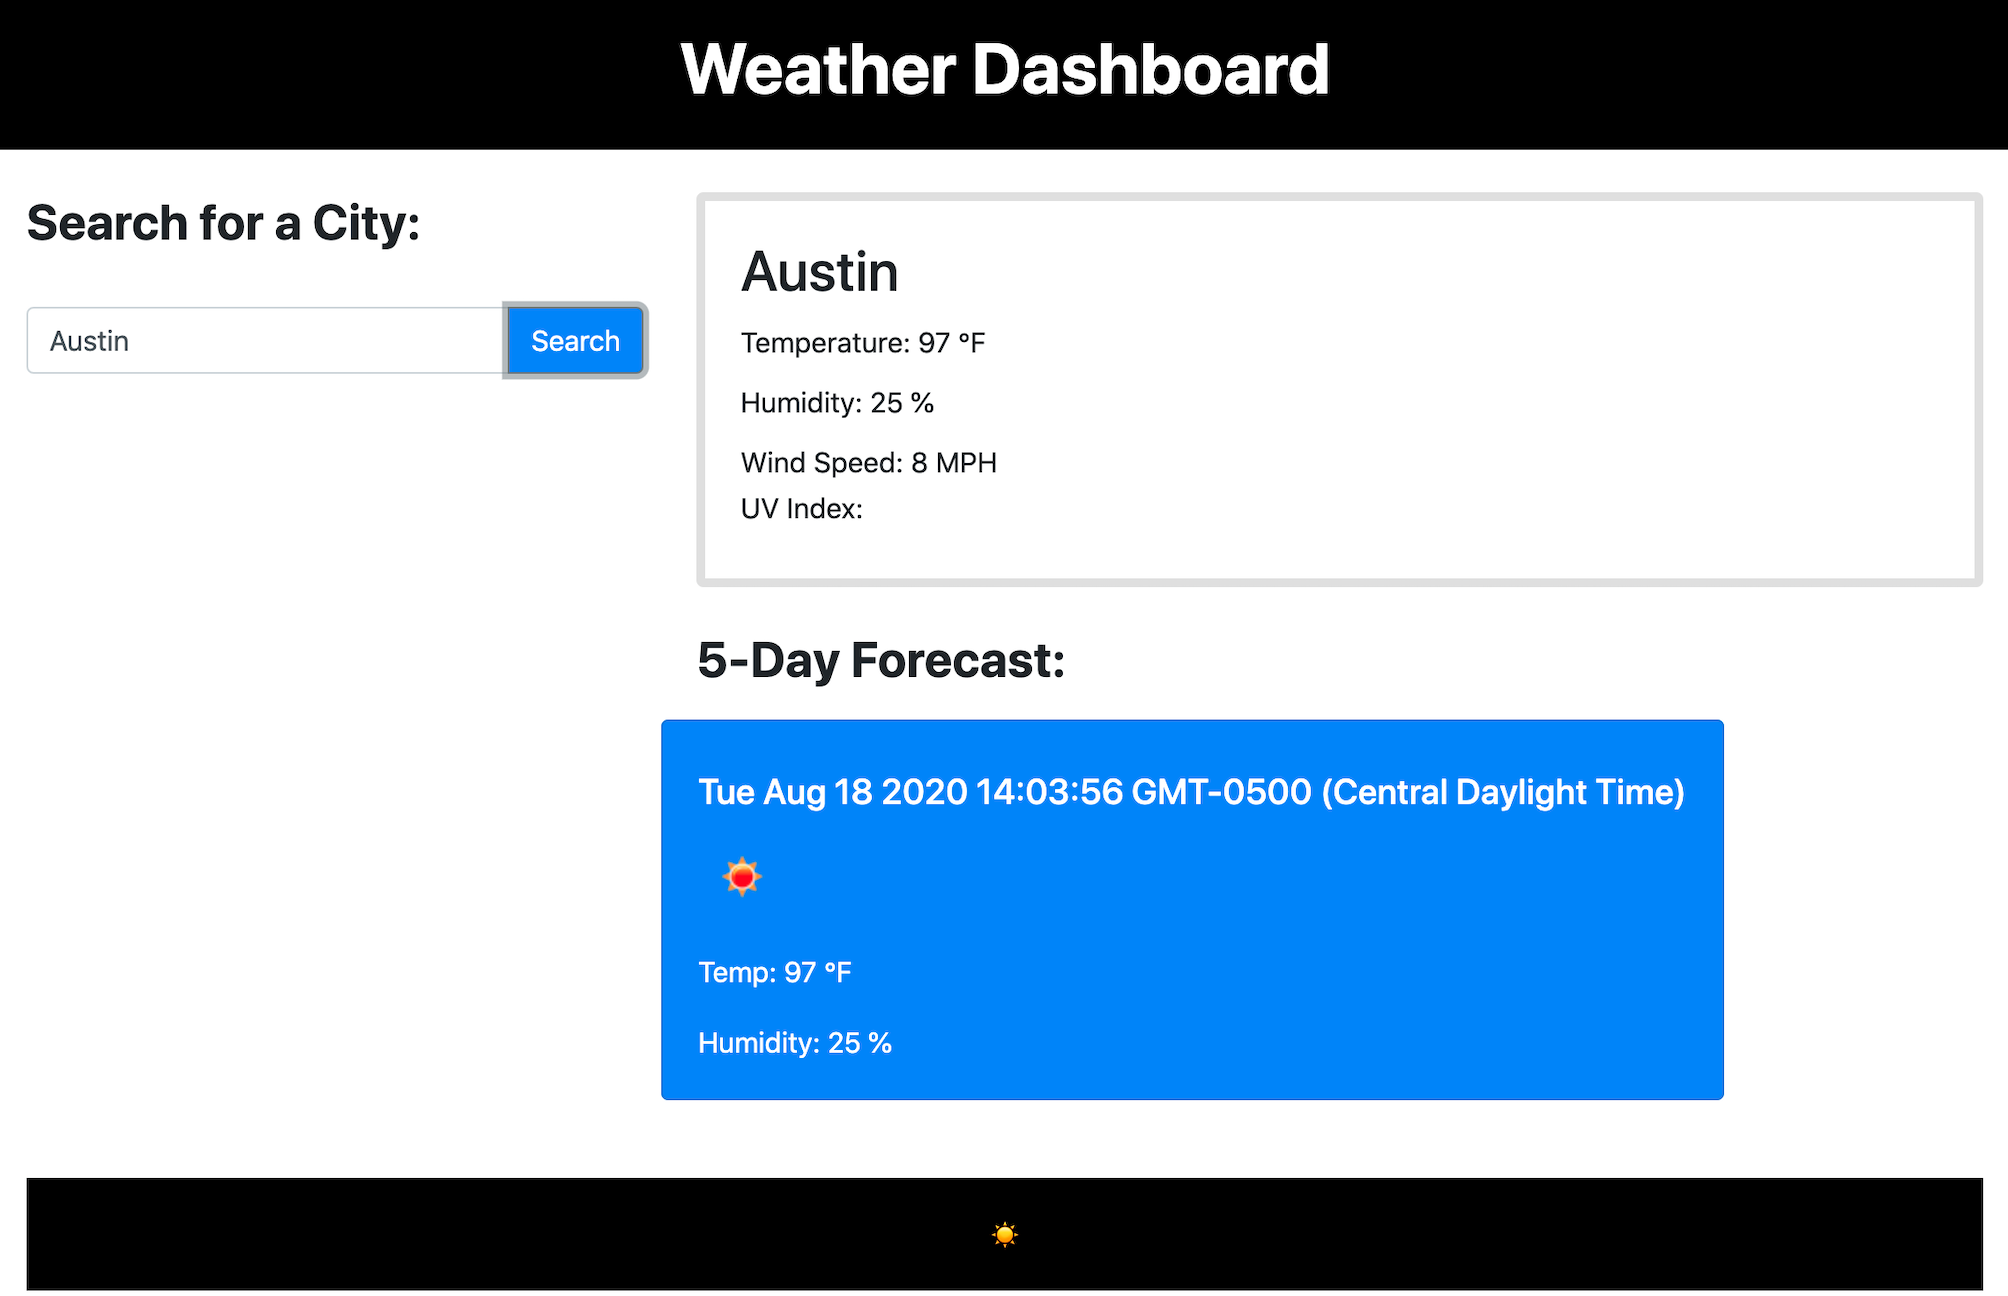 Weather Dashboard
Search for a City:
Austin
Search
Austin
Temperature: 97 °F
Humidity: 25 %
Wind Speed: 8 MPH
UV Index:
5-Day Forecast:
Tue Aug 18 2020 14:03:56 GMT-0500 (Central Daylight Time)
Temp: 97 °F
Humidity: 25 %